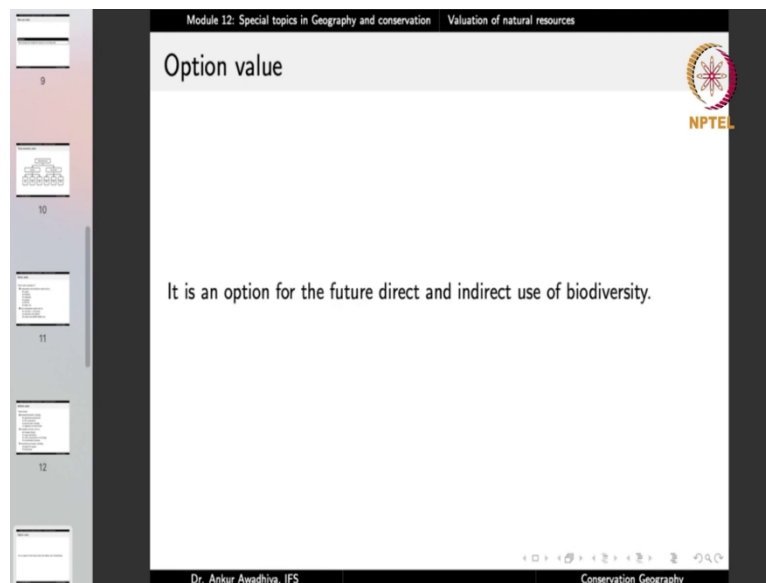 Module 12: Special topics in Geography and conservation Valuation of natural resources
Option value
NPTEL
It is an option for the future direct and indirect use of biodiversity.
9
10
11
12
Dr. Ankur Awadhiya, IFS Conservation Geography